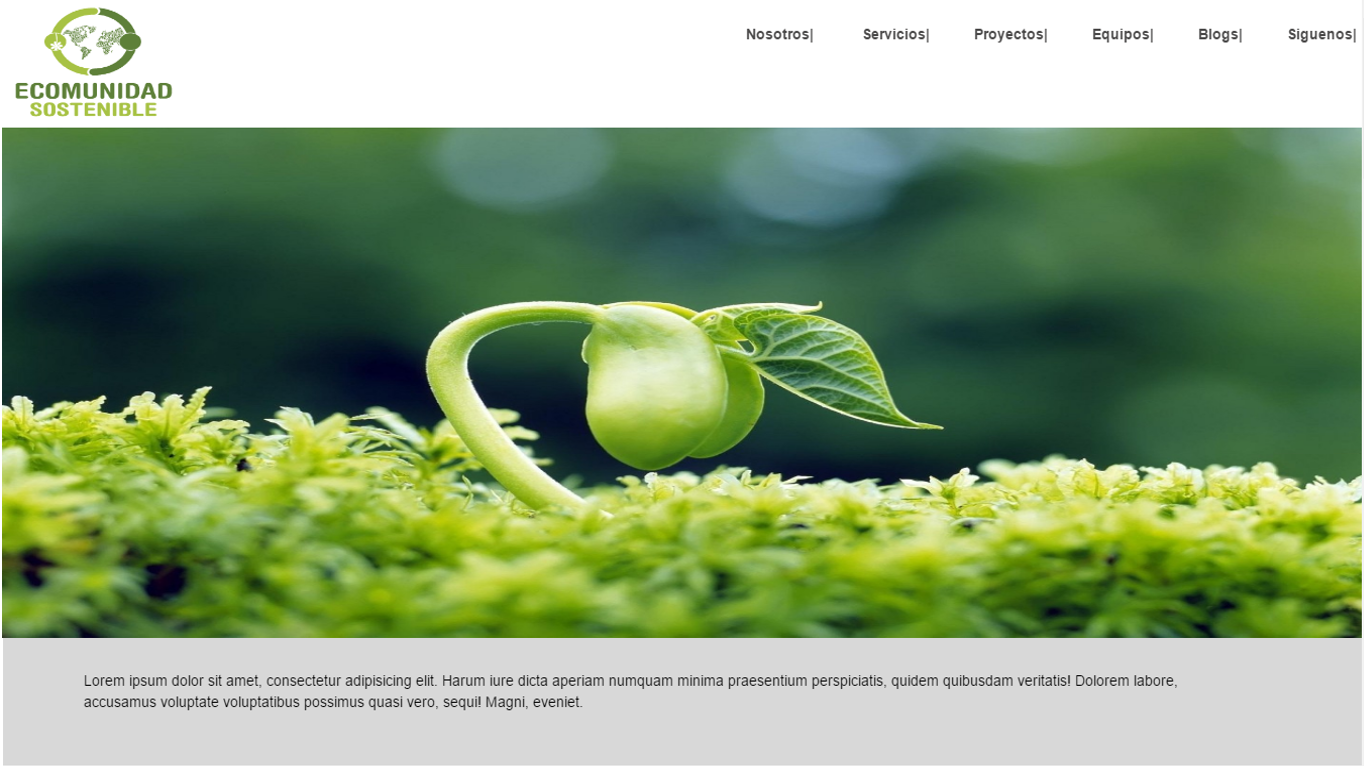 ECOMUNIDAD
SOSTENIBLE
Nosotros| Servicios| Proyectos| Equipos| Blogs| Siguenos|
Lorem ipsum dolor sit amet, consectetur adipisicing elit. Harum iure dicta aperiam numquam minima praesentium perspiciatis, quidem quibusdam veritatis! Dolorem labore,
accusamus voluptate voluptatibus possimus quasi vero, sequi! Magni, eveniet.